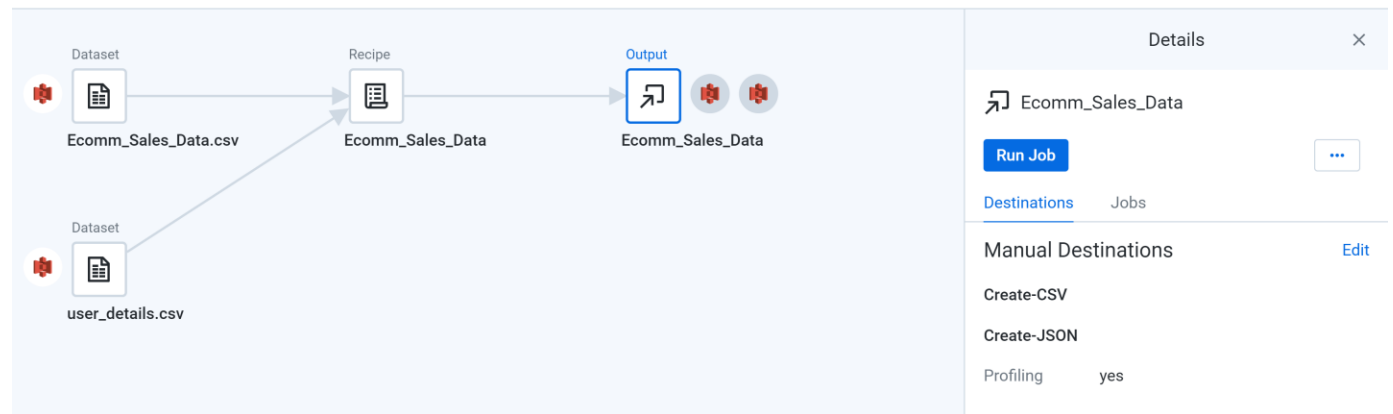 Dataset
Recipe
Output
Ecomm_Sales_Data.csv
Ecomm_Sales_Data
Ecomm_Sales_Data
Dataset
user_details.csv
Details
Ecomm_Sales_Data
Run Job
Destinations
Jobs
Manual Destinations
Edit
Create-CSV
Create-JSON
Profiling yes